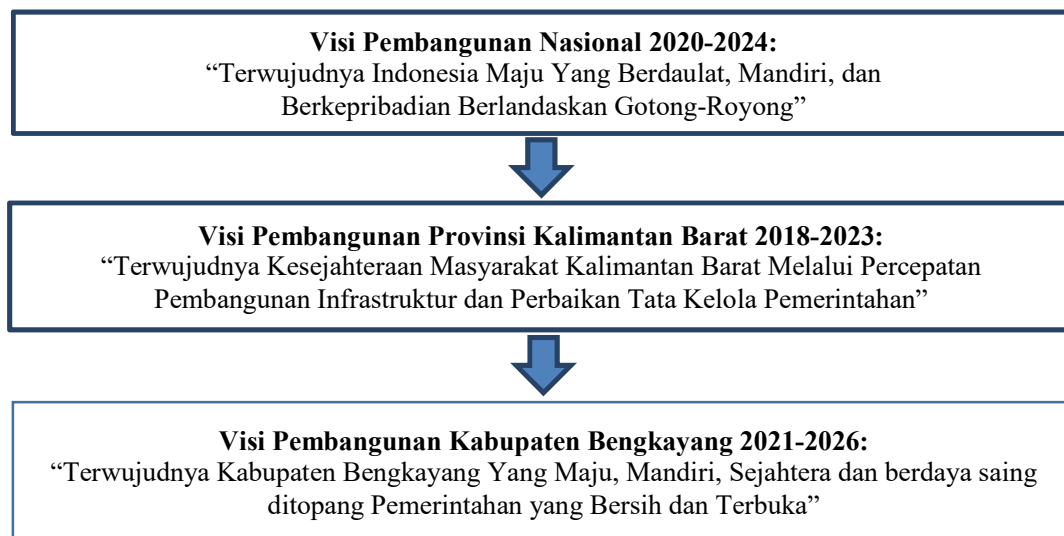 Visi Pembangunan Nasional 2020-2024:
“Terwujudnya Indonesia Maju Yang Berdaulat, Mandiri, dan
Berkepribadian Berlandaskan Gotong-Royong”
Visi Pembangunan Provinsi Kalimantan Barat 2018-2023:
“Terwujudnya Kesejahteraan Masyarakat Kalimantan Barat Melalui Percepatan
Pembangunan Infrastruktur dan Perbaikan Tata Kelola Pemerintahan”
Visi Pembangunan Kabupaten Bengkayang 2021-2026:
“Terwujudnya Kabupaten Bengkayang Yang Maju, Mandiri, Sejahtera dan berdaya saing
ditopang Pemerintahan yang Bersih dan Terbuka”